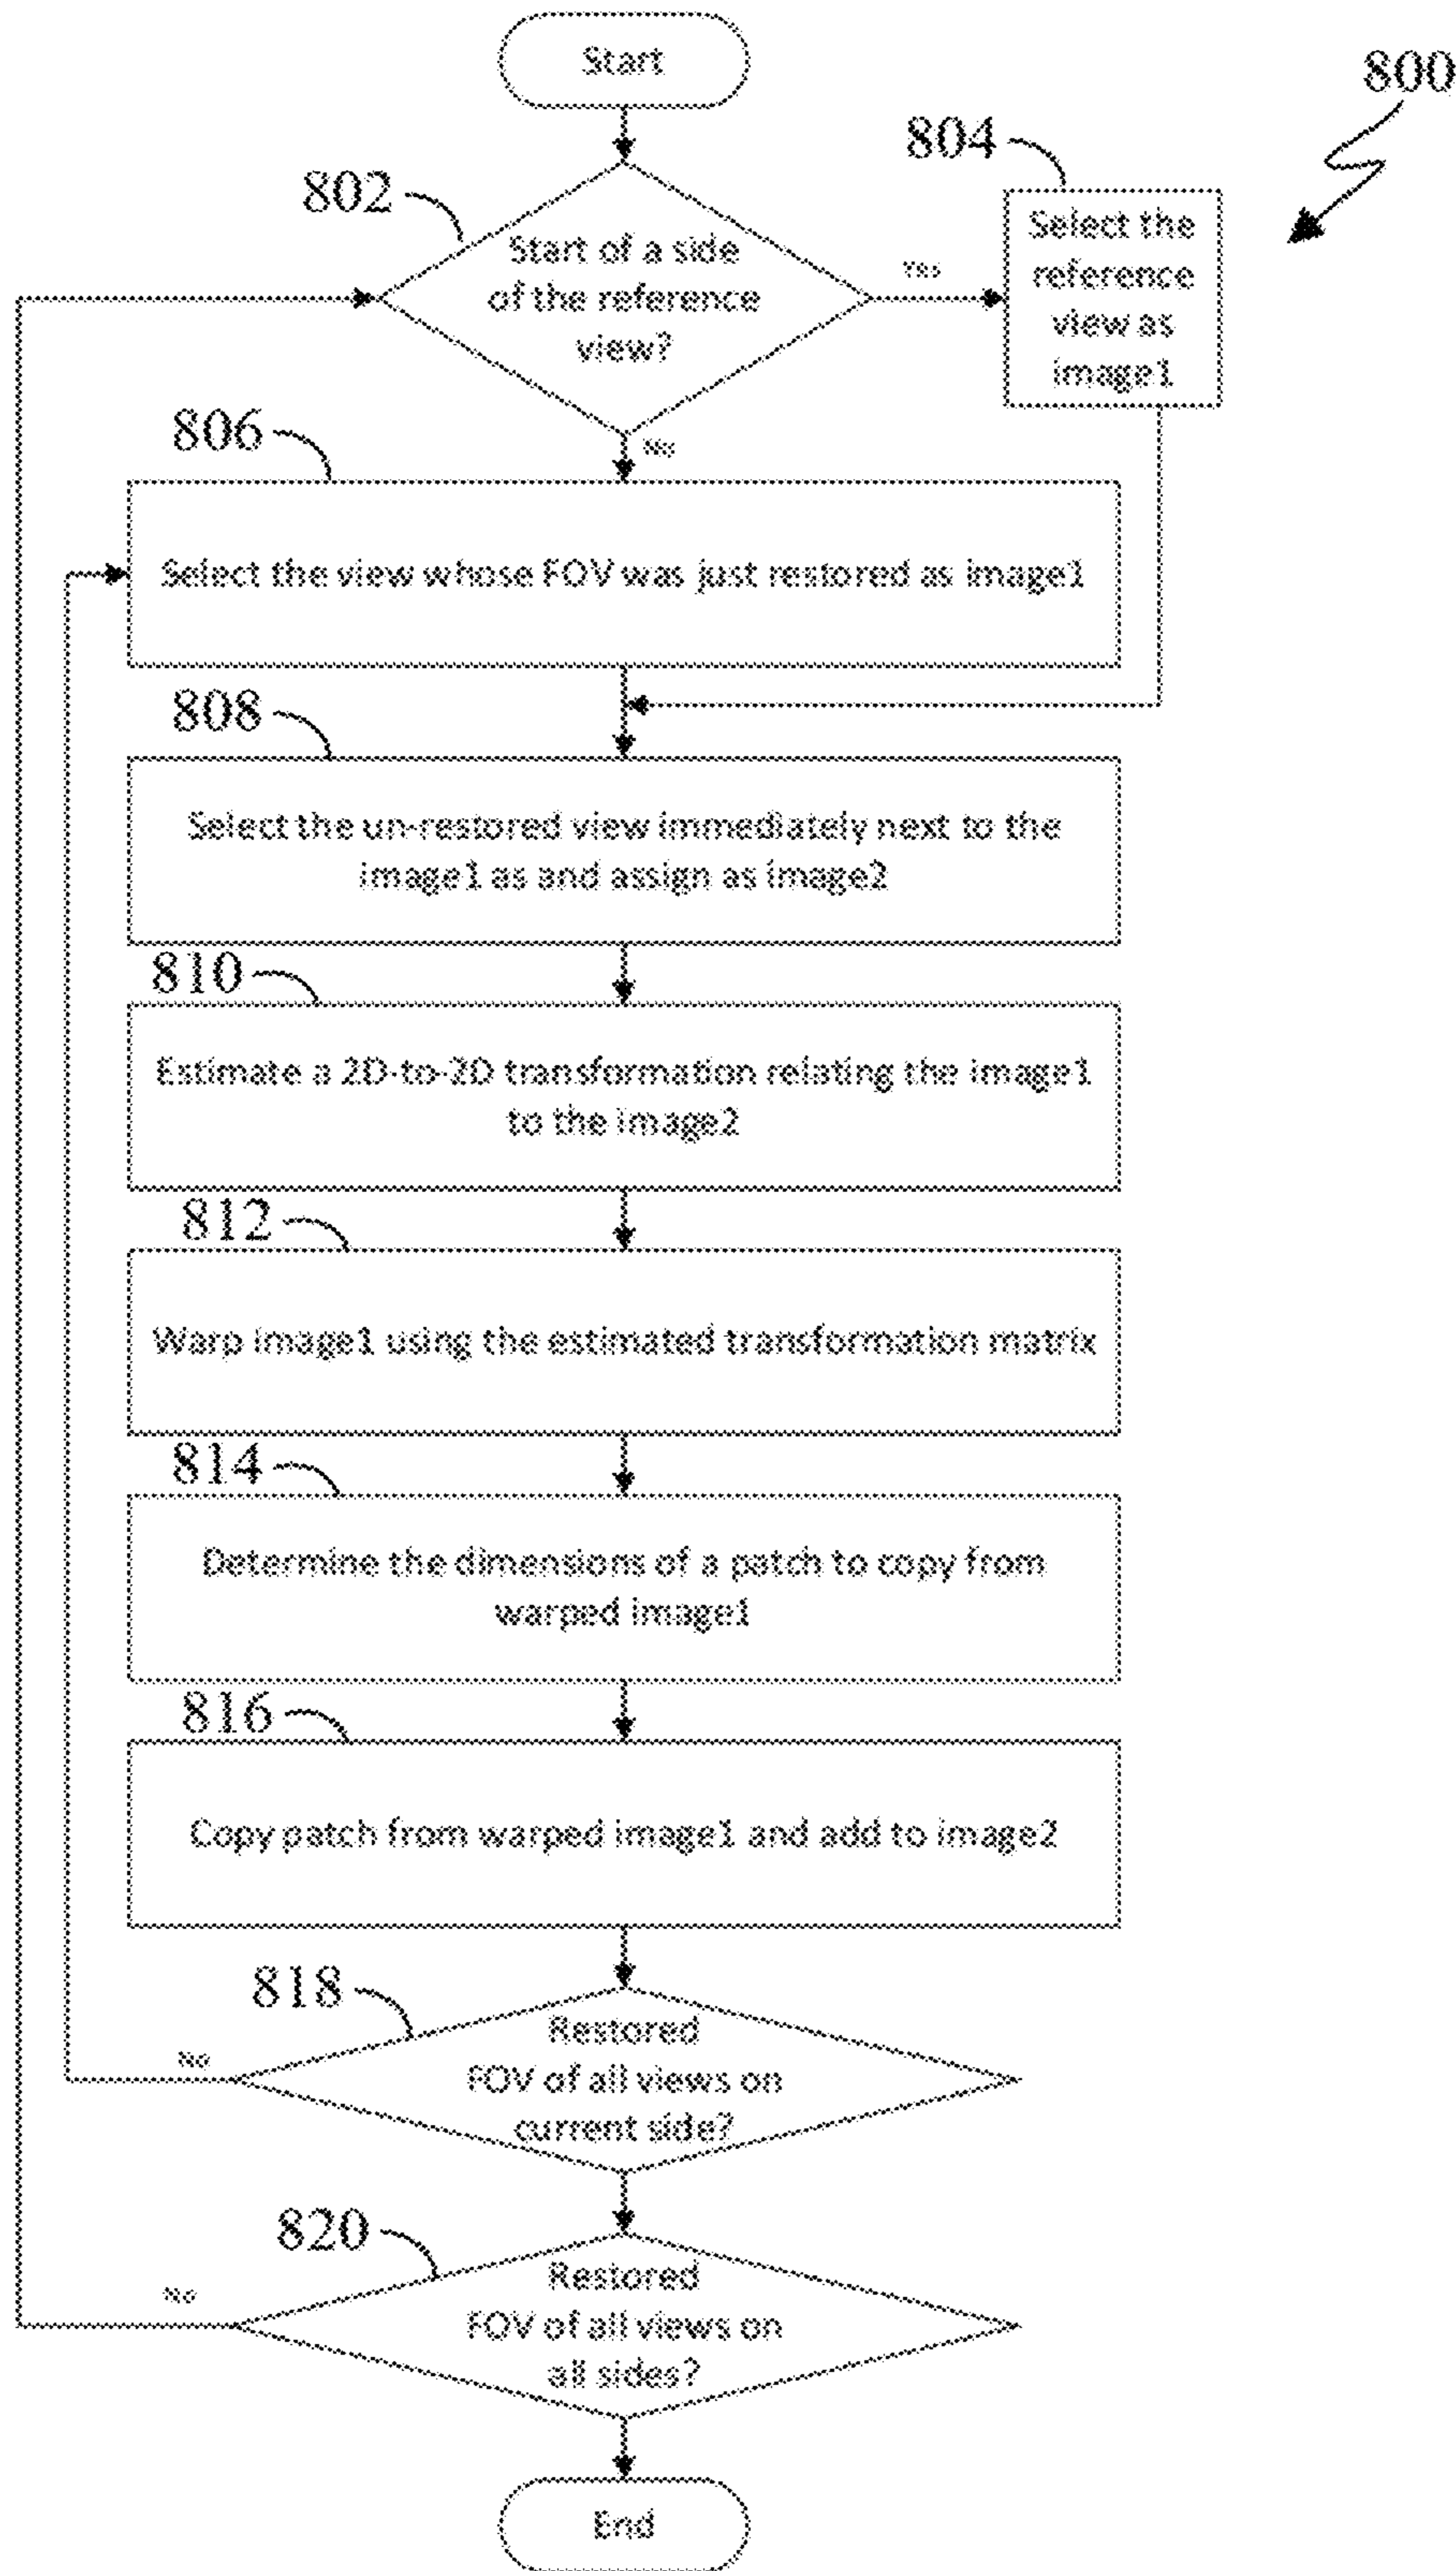 Start
800
804
802
Select the
reference
view as
image1
Start of a side
of the reference
view?
Yes
No
806
Select the view whose FOV was just restored as image1
808
Select the un-restored view immediately next to the
image1 as and assign as image2
810
Estimate a 2D-to-2D transformation relating the image1
to the image2
812
Warp image1 using the estimated transformation matrix
814
Determine the dimensions of a patch to copy from
warped image1
816
Copy patch from warped image1 and add to image2
818
Restored
FOV of all views on
current side?
No
820
Restored
FOV of all views on
all sides?
No
End